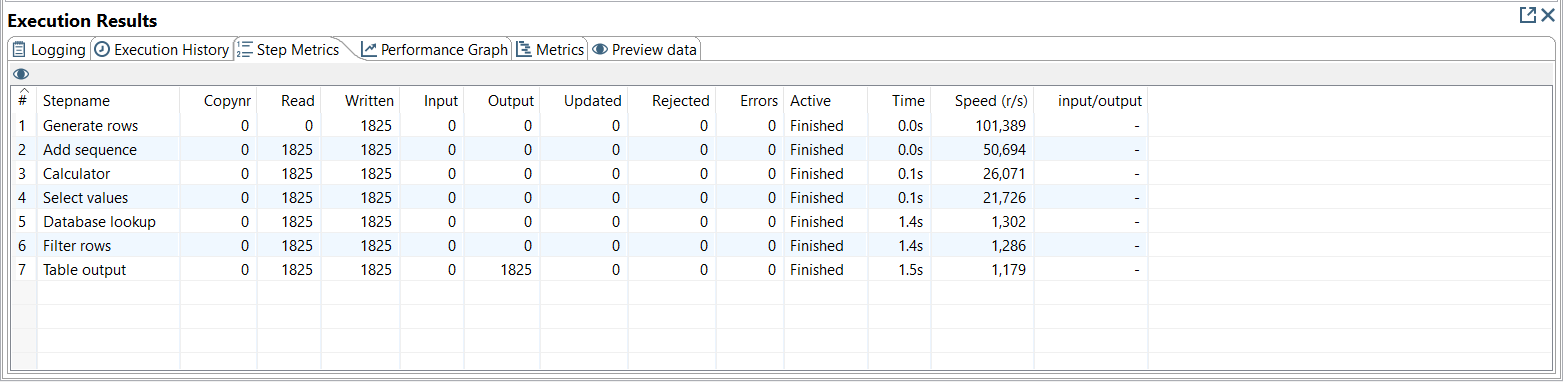 Execution Results
Logging Execution History Step Metrics Performance Graph Metrics Preview data
# Stepname Copynr Read Written Input Output Updated Rejected Errors Active Time Speed (r/s) input/output
1 Generate rows 0 0 1825 0 0 0 0 0 Finished 0.0s 101,389 -
2 Add sequence 0 1825 1825 0 0 0 0 0 Finished 0.0s 50,694 -
3 Calculator 0 1825 1825 0 0 0 0 0 Finished 0.1s 26,071 -
4 Select values 0 1825 1825 0 0 0 0 0 Finished 0.1s 21,726 -
5 Database lookup 0 1825 1825 0 0 0 0 0 Finished 1.4s 1,302 -
6 Filter rows 0 1825 1825 0 0 0 0 0 Finished 1.4s 1,286 -
7 Table output 0 1825 1825 0 1825 0 0 0 Finished 1.5s 1,179 -